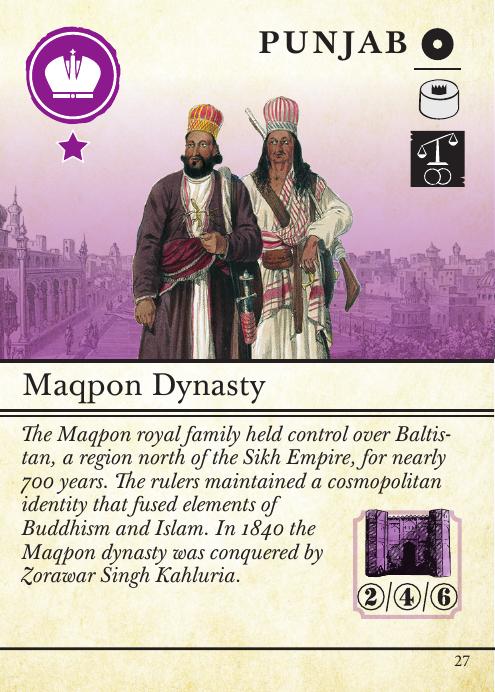 PUNJAB
Maqpon Dynasty
The Maqpon royal family held control over Baltis-
tan, a region north of the Sikh Empire, for nearly
700 years. The rulers maintained a cosmopolitan
identity that fused elements of
Buddhism and Islam. In 1840 the
Maqpon dynasty was conquered by
Zorawar Singh Kahluria.
2/4/6
27